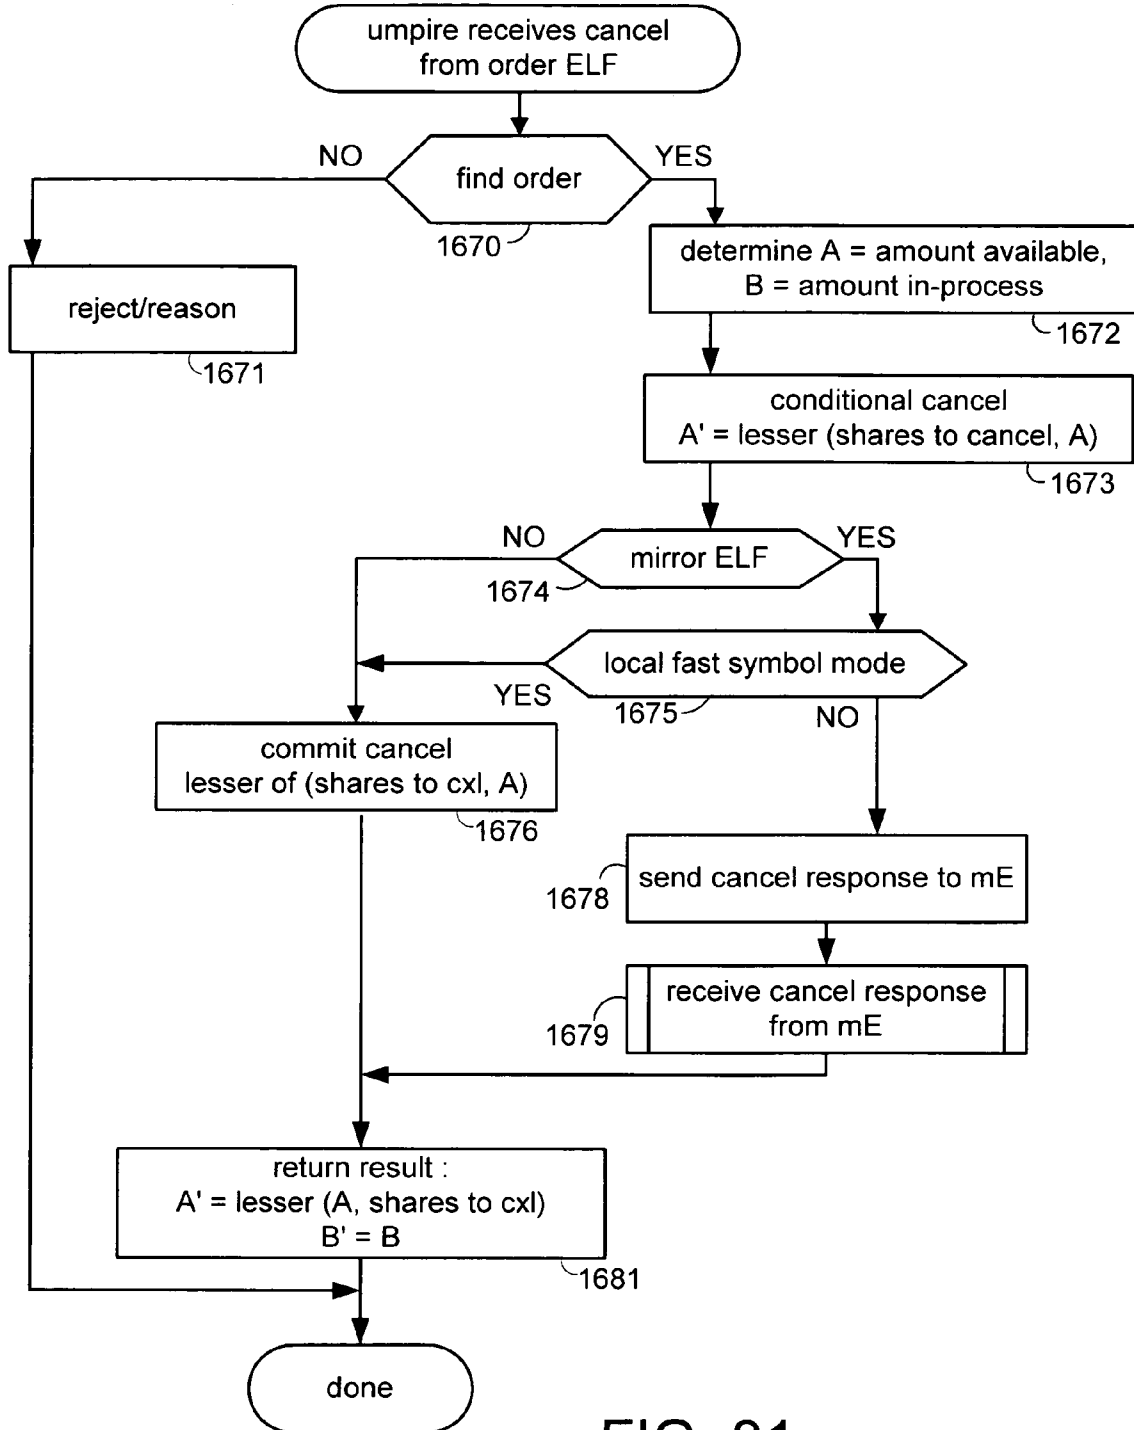 umpire receives cancel
from order ELF
NO
YES
find order
1670
determine A = amount available,
B = amount in-process
1672
reject/reason
1671
conditional cancel
A' = lesser (shares to cancel, A)
1673
NO
YES
mirror ELF
1674
local fast symbol mode
YES
1675
NO
commit cancel
lesser of (shares to cxl, A)
1676
send cancel response to mE
1678
receive cancel response
from mE
1679
return result :
A' = lesser (A, shares to cxl)
B' = B
1681
done